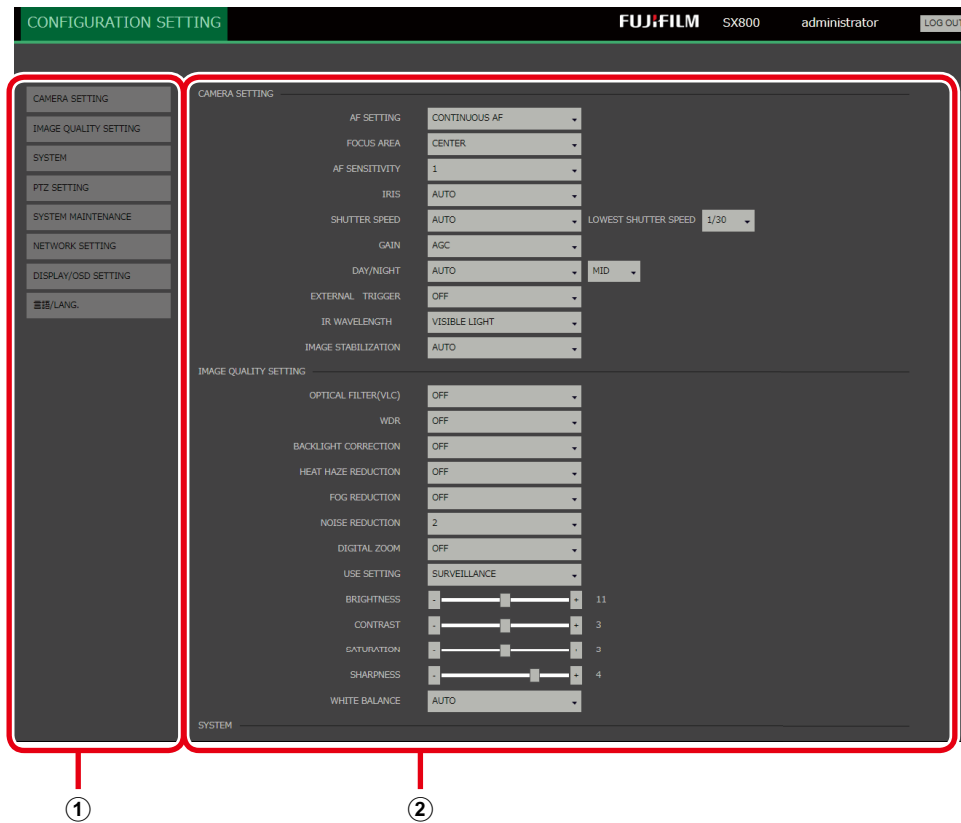 CONFIGURATION SETTING FUJIFILM SX800 administrator LOG OUT
CAMERA SETTING
IMAGE QUALITY SETTING
SYSTEM
PTZ SETTING
SYSTEM MAINTENANCE
NETWORK SETTING
DISPLAY/OSD SETTING
言語/LANG.
CAMERA SETTING
AF SETTING CONTINUOUS AF
FOCUS AREA CENTER
AF SENSITIVITY 1
IRIS AUTO
SHUTTER SPEED AUTO LOWEST SHUTTER SPEED 1/30
GAIN AGC
DAY/NIGHT AUTO MID
EXTERNAL TRIGGER OFF
IR WAVELENGTH VISIBLE LIGHT
IMAGE STABILIZATION AUTO
IMAGE QUALITY SETTING
OPTICAL FILTER(VLC) OFF
WDR OFF
BACKLIGHT CORRECTION OFF
HEAT HAZE REDUCTION OFF
FOG REDUCTION OFF
NOISE REDUCTION 2
DIGITAL ZOOM OFF
USE SETTING SURVEILLANCE
BRIGHTNESS - + 11
CONTRAST - + 3
SATURATION - + 3
SHARPNESS - + 4
WHITE BALANCE AUTO
SYSTEM
① ②